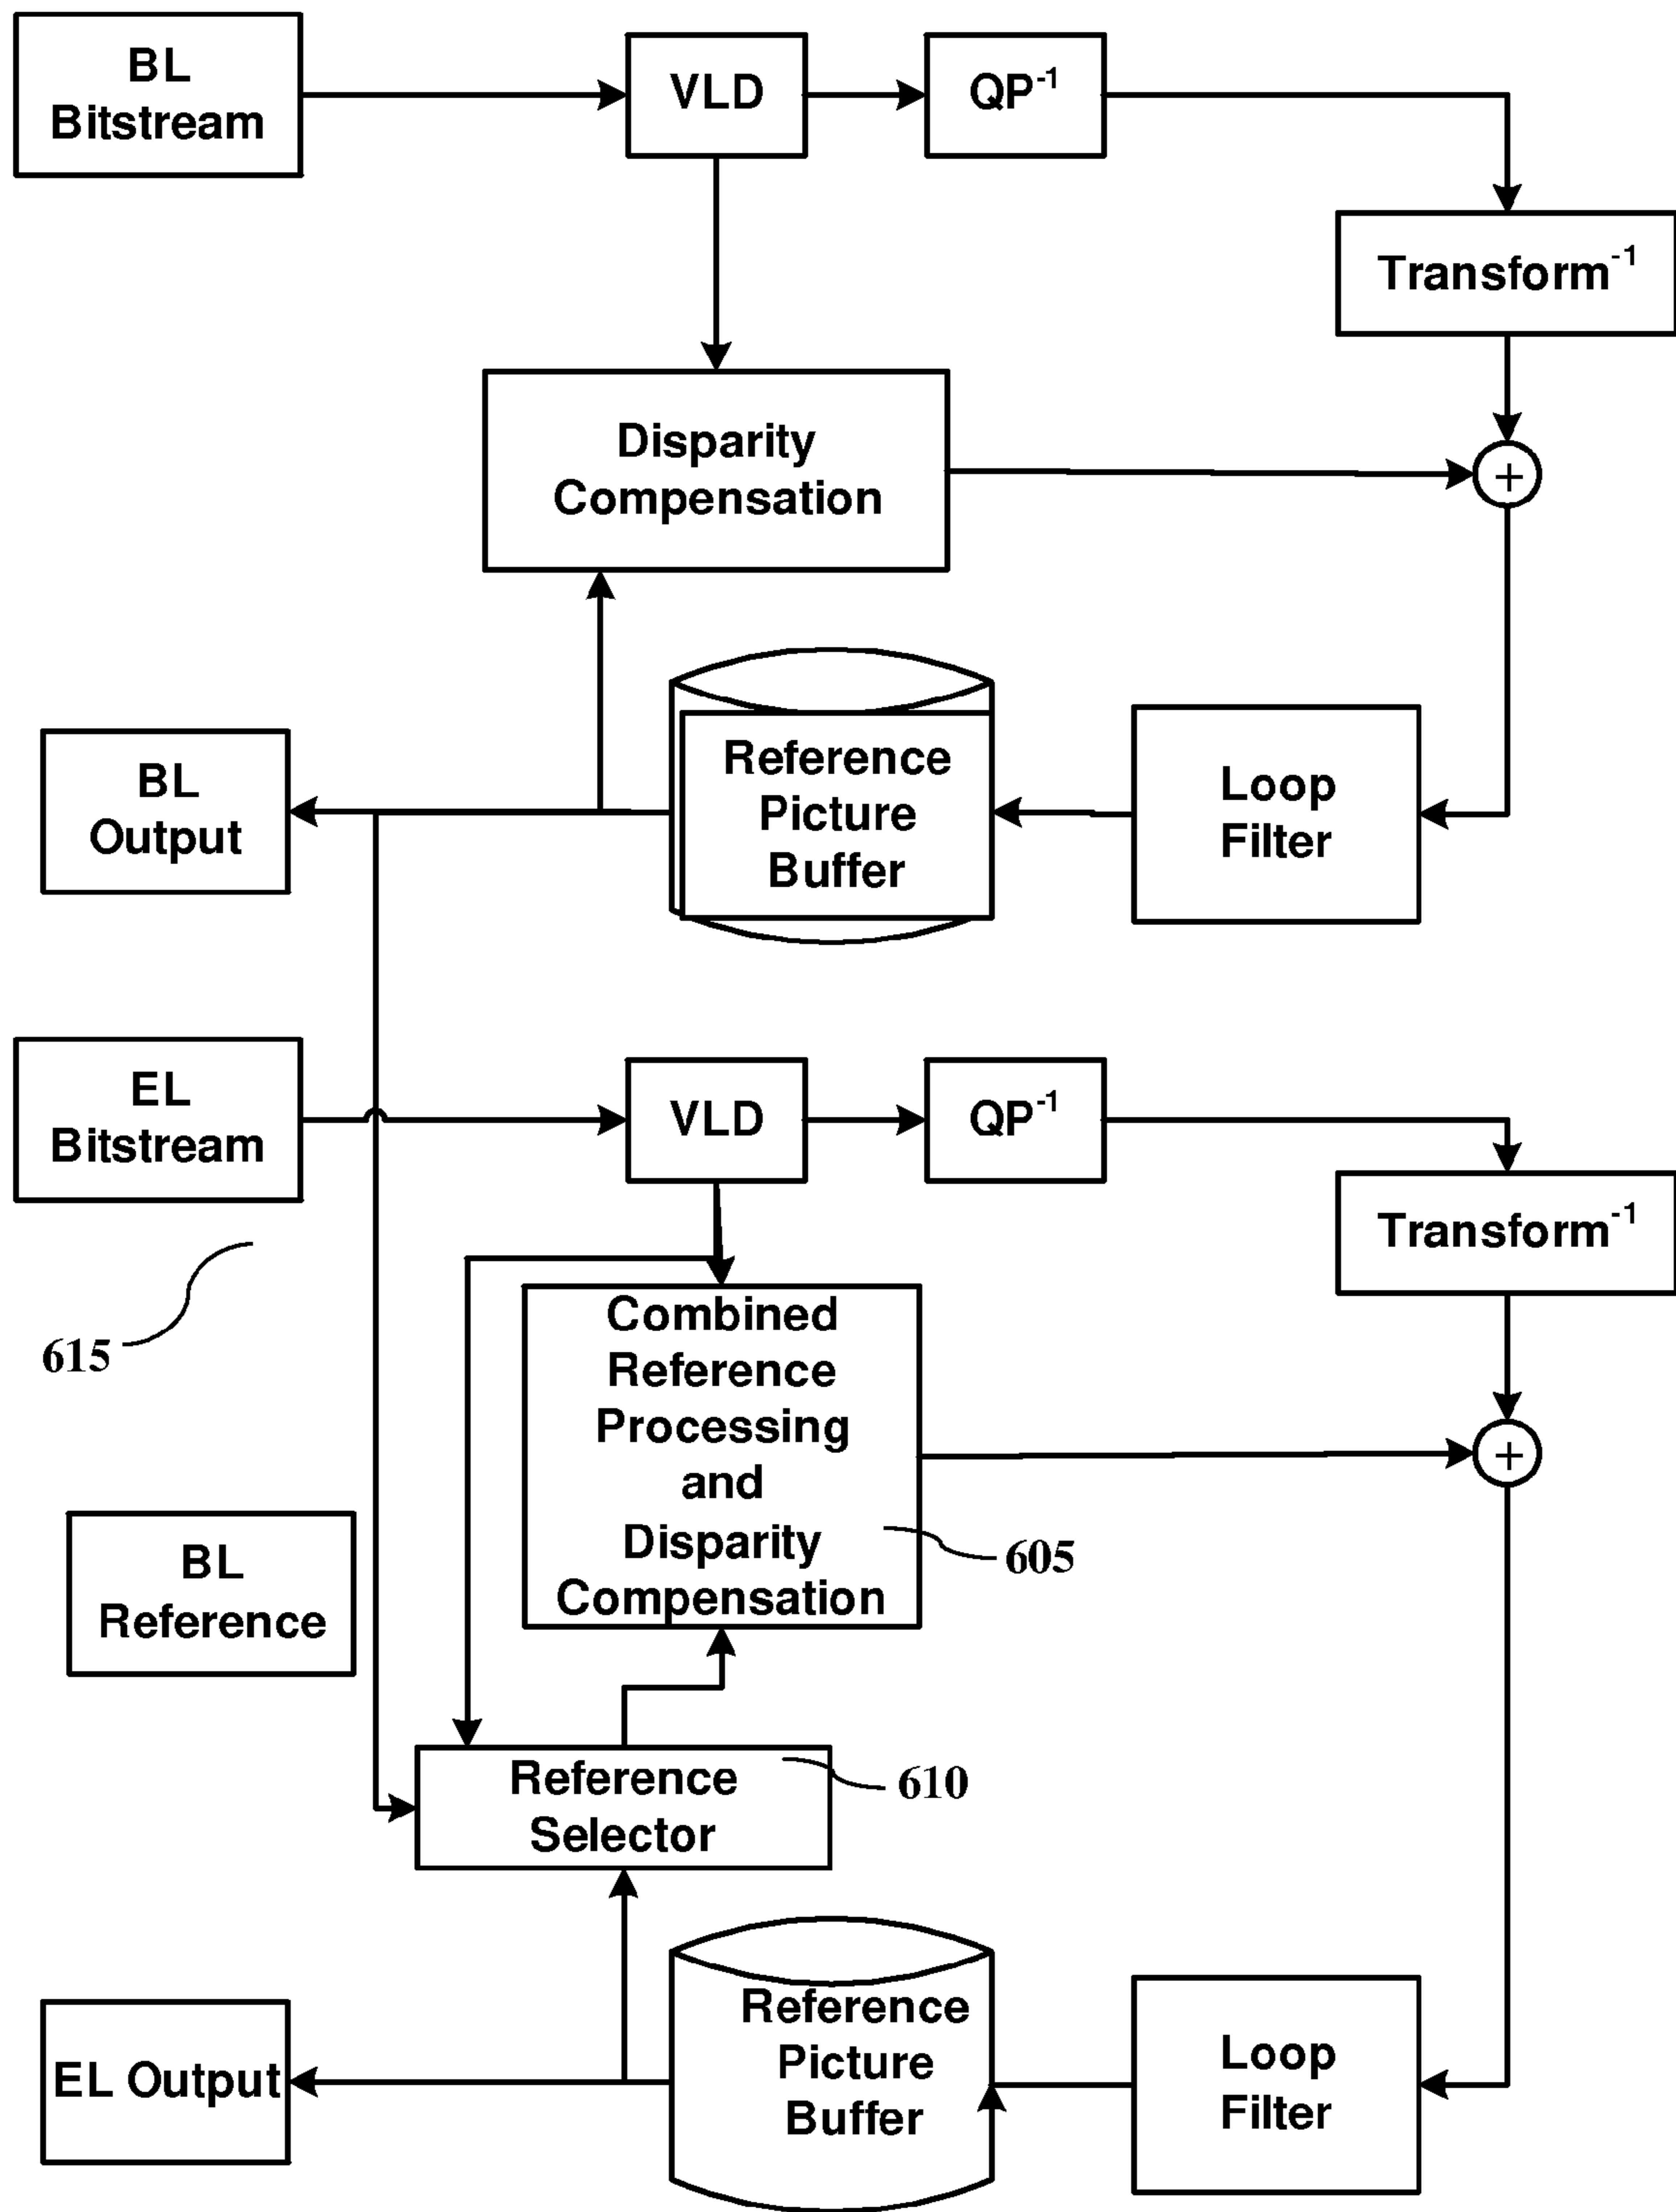 BL
Bitstream
VLD
QP⁻¹
Transform⁻¹
Disparity
Compensation
+
BL
Output
Reference
Picture
Buffer
Loop
Filter
EL
Bitstream
VLD
QP⁻¹
Transform⁻¹
615
Combined
Reference
Processing
and
Disparity
Compensation
605
+
BL
Reference
Reference
Selector
610
EL Output
Reference
Picture
Buffer
Loop
Filter